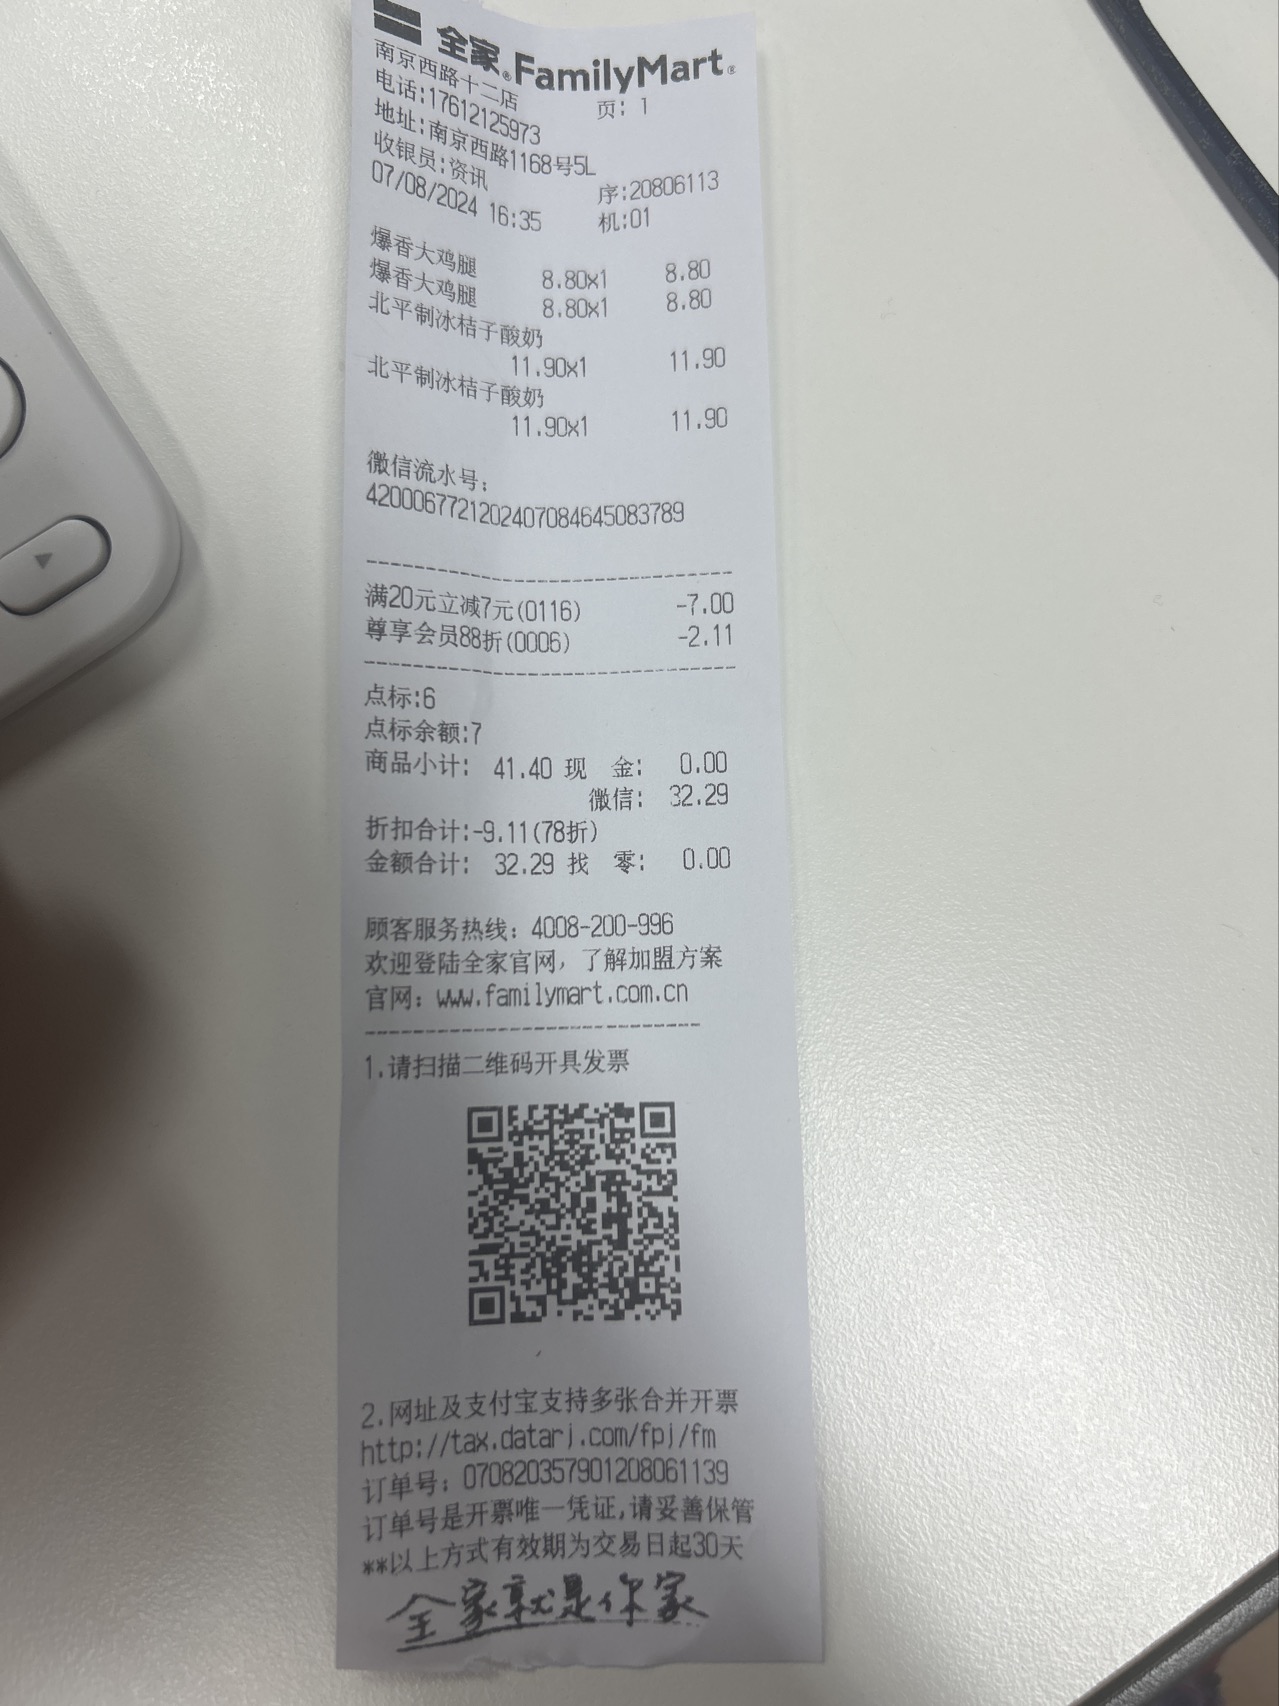 全家®FamilyMart®
南京西路十二店 页: 1
电话:17612125973
地址:南京西路1168号5L
收银员:资讯 序:20806113
07/08/2024 16:35 机:01
爆香大鸡腿 8.80x1 8.80
爆香大鸡腿 8.80x1 8.80
北平制冰桔子酸奶
11.90x1 11.90
北平制冰桔子酸奶
11.90x1 11.90
微信流水号:
4200067721202407084645083789
满20元立减7元(0116) -7.00
尊享会员88折(0006) -2.11
点标:6
点标余额:7
商品小计: 41.40 现 金: 0.00
微信: 32.29
折扣合计:-9.11(78折)
金额合计: 32.29 找 零: 0.00
顾客服务热线: 4008-200-996
欢迎登陆全家官网,了解加盟方案
官网: www.familymart.com.cn
1.请扫描二维码开具发票
2.网址及支付宝支持多张合并开票
http://tax.datarj.com/fpj/fm
订单号: 070820357901208061139
订单号是开票唯一凭证,请妥善保管
**以上方式有效期为交易日起30天
全家就是你家